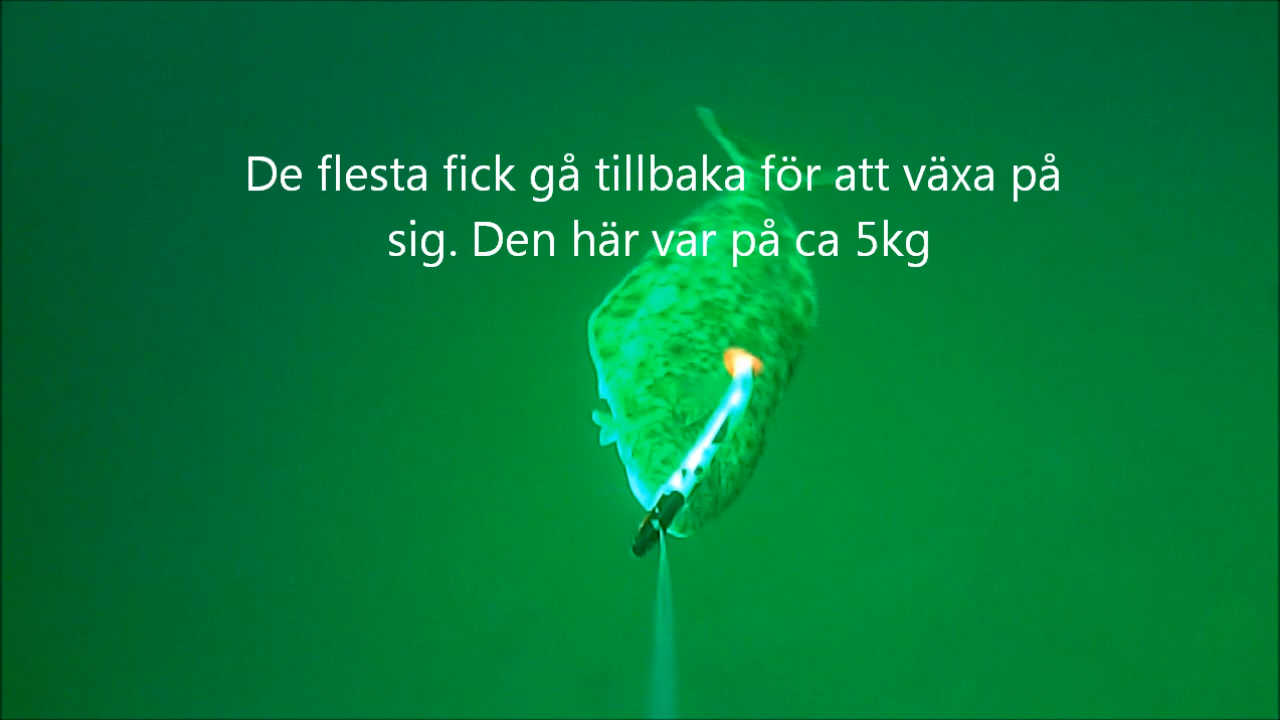 De flesta fick gå tillbaka för att växa på
sig. Den här var på ca 5kg